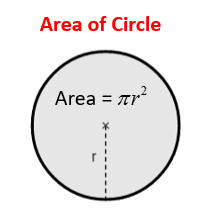 Area of Circle
Area = πr²
r